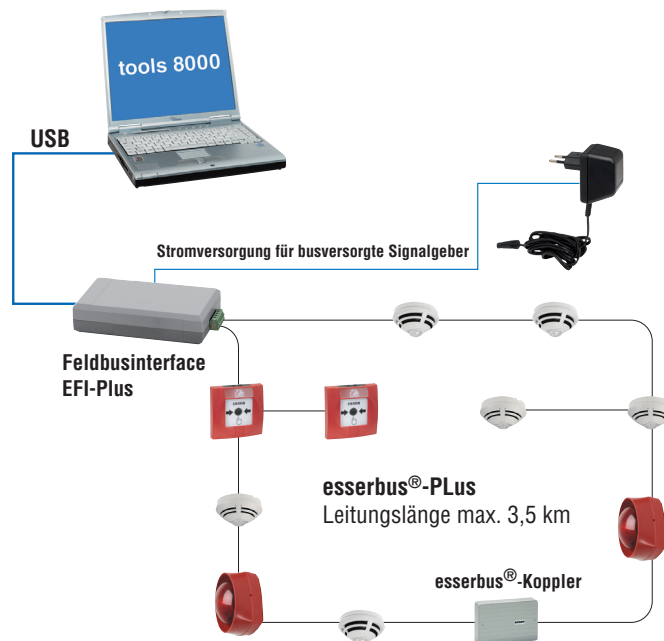 tools 8000
USB
Stromversorgung für busversorgte Signalgeber
Feldbusinterface
EFI-Plus
esserbus®-PLus
Leitungslänge max. 3,5 km
esserbus®-Koppler